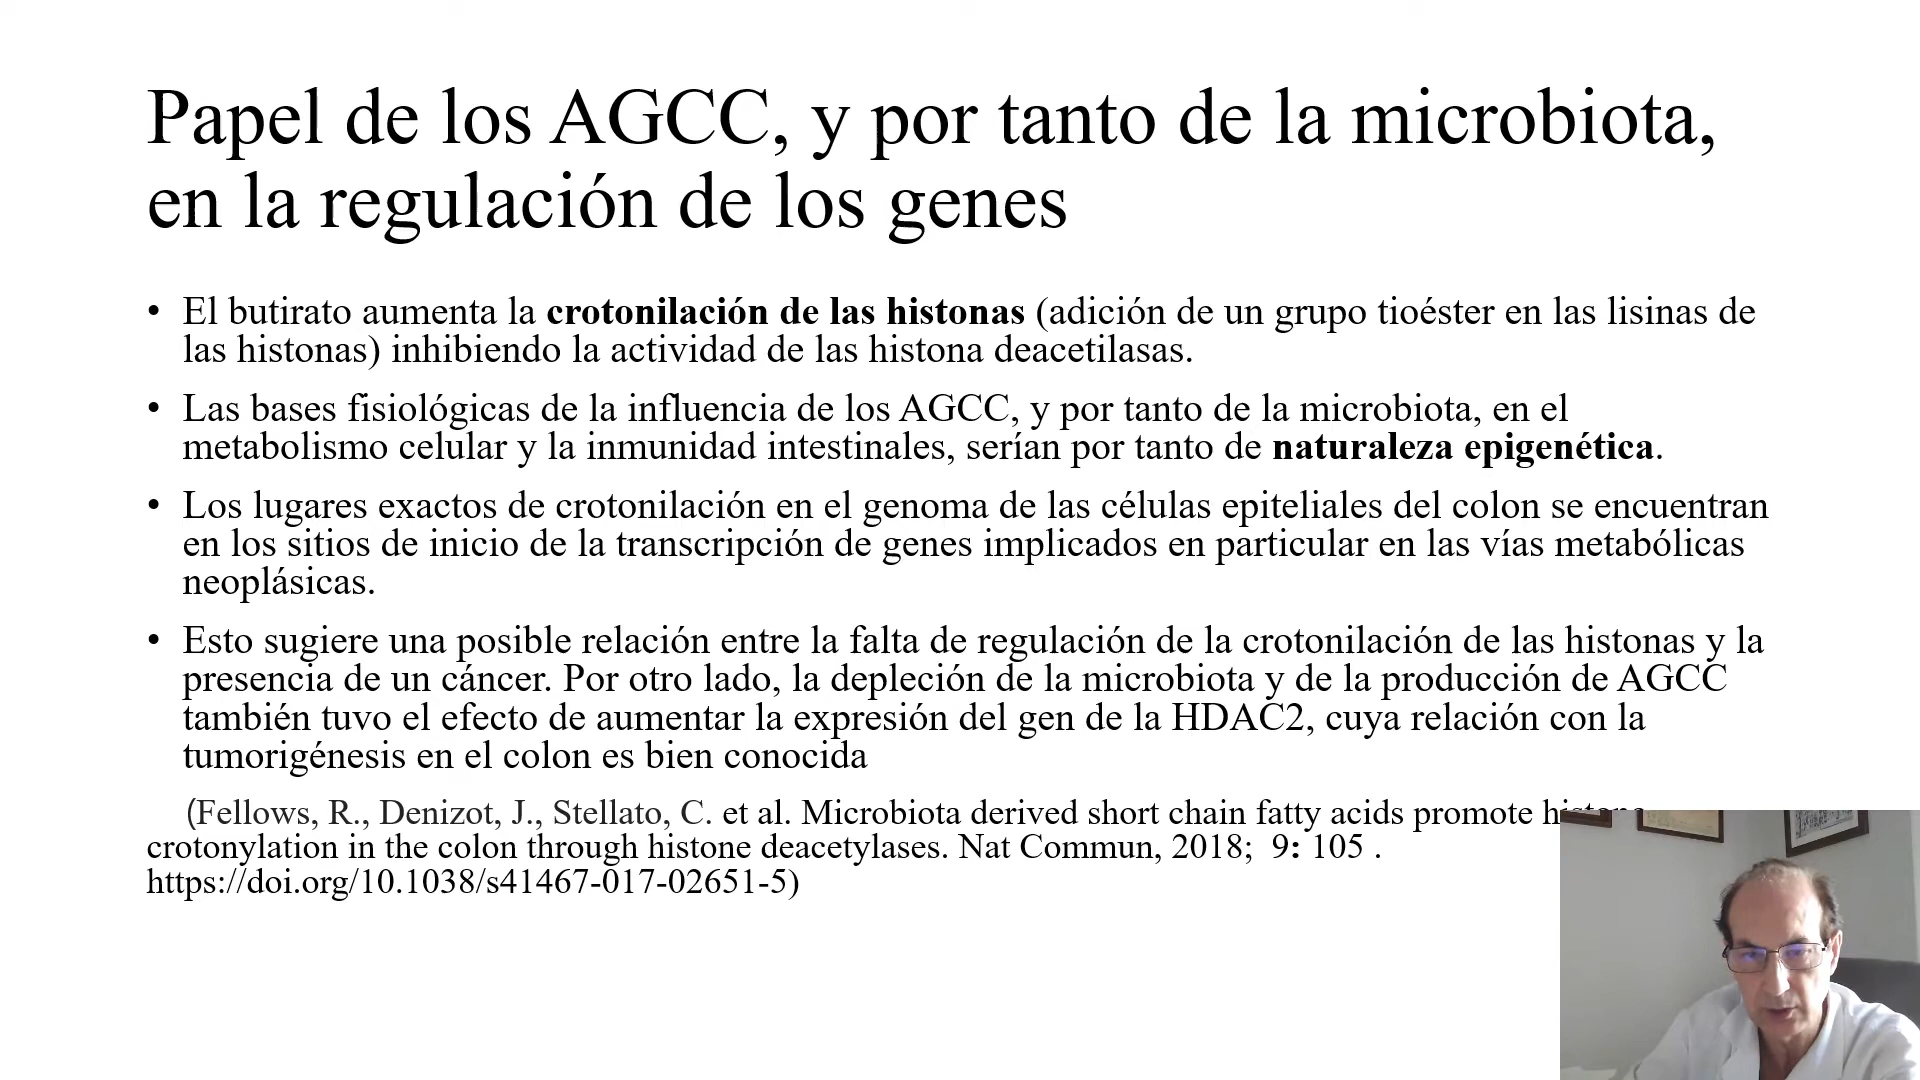 Papel de los AGCC, y por tanto de la microbiota,
en la regulación de los genes
• El butirato aumenta la crotonilación de las histonas (adición de un grupo tioéster en las lisinas de
las histonas) inhibiendo la actividad de las histona deacetilasas.
• Las bases fisiológicas de la influencia de los AGCC, y por tanto de la microbiota, en el
metabolismo celular y la inmunidad intestinales, serían por tanto de naturaleza epigenética.
• Los lugares exactos de crotonilación en el genoma de las células epiteliales del colon se encuentran
en los sitios de inicio de la transcripción de genes implicados en particular en las vías metabólicas
neoplásicas.
• Esto sugiere una posible relación entre la falta de regulación de la crotonilación de las histonas y la
presencia de un cáncer. Por otro lado, la depleción de la microbiota y de la producción de AGCC
también tuvo el efecto de aumentar la expresión del gen de la HDAC2, cuya relación con la
tumorigénesis en el colon es bien conocida
(Fellows, R., Denizot, J., Stellato, C. et al. Microbiota derived short chain fatty acids promote histone
crotonylation in the colon through histone deacetylases. Nat Commun, 2018; 9: 105 .
https://doi.org/10.1038/s41467-017-02651-5)